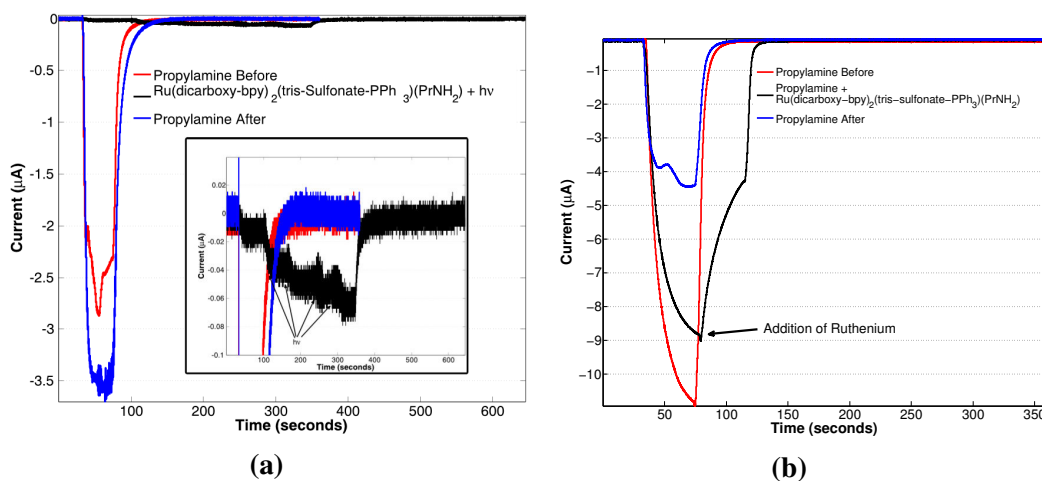 0
-0.5
-1
-1.5
-2
-2.5
-3
-3.5
Current (μA)
100 200 300 400 500 600
Time (seconds)
Propylamine Before
Ru(dicarboxy-bpy)2(tris-Sulfonate-PPh3)(PrNH2) + hν
Propylamine After
0.02
0
-0.02
-0.04
-0.06
-0.08
-0.1
Current (μA)
hν
100 200 300 400 500 600
Time (seconds)
(a)
−1
−2
−3
−4
−5
−6
−7
−8
−9
−10
Current (μA)
50 100 150 200 250 300 350
Time (seconds)
Propylamine Before
Propylamine +
Ru(dicarboxy−bpy)2(tris−sulfonate−PPh3)(PrNH2)
Propylamine After
Addition of Ruthenium
(b)